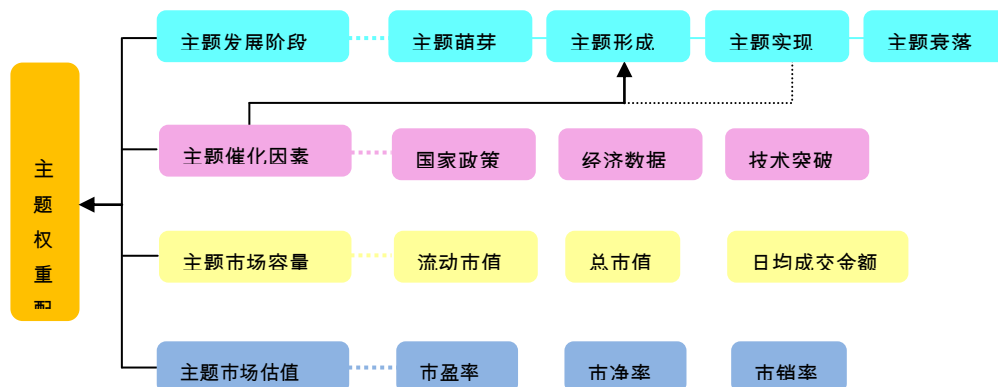 主题发展阶段 主题萌芽 主题形成 主题实现 主题衰落
主题催化因素 国家政策 经济数据 技术突破
主题市场容量 流动市值 总市值 日均成交金额
主题市场估值 市盈率 市净率 市销率
主
题
权
重
配